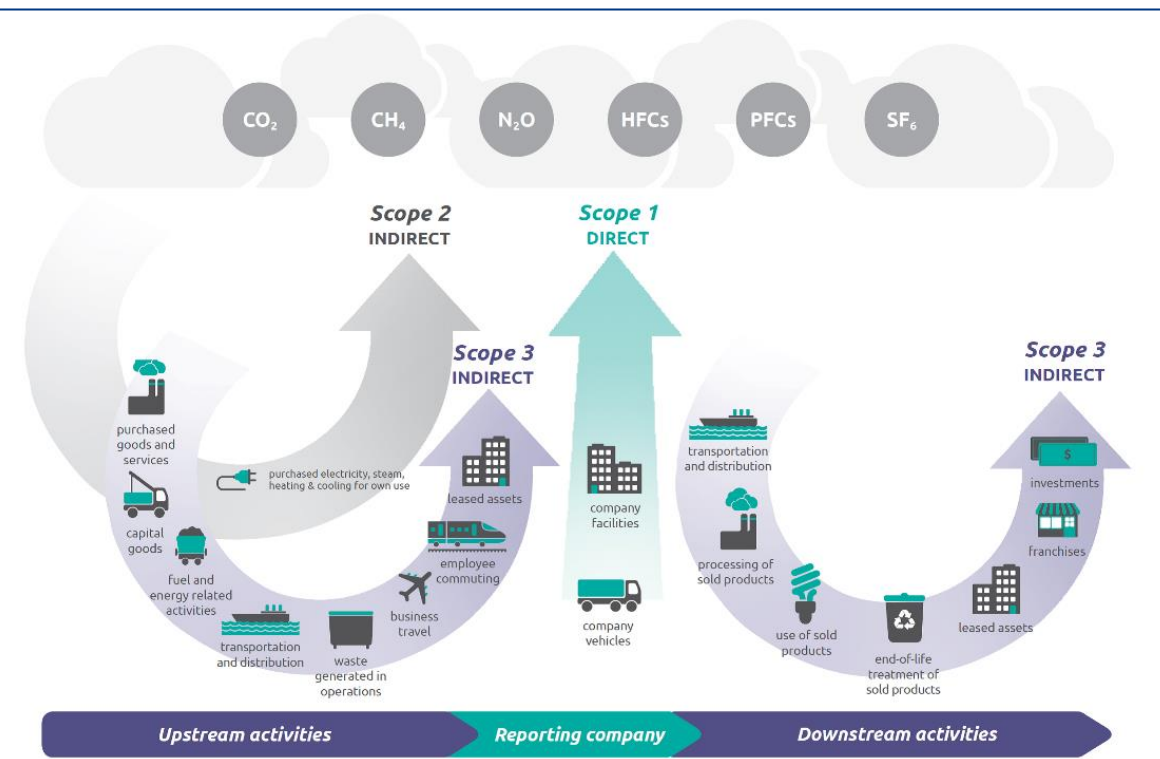 CO₂
CH₄
N₂O
HFCs
PFCs
SF₆
Scope 2
INDIRECT
Scope 1
DIRECT
Scope 3
INDIRECT
Scope 3
INDIRECT
purchased
goods and
services
capital
goods
fuel and
energy related
activities
transportation
and distribution
waste
generated in
operations
business
travel
employee
commuting
leased assets
purchased electricity, steam,
heating & cooling for own use
company
facilities
company
vehicles
transportation
and distribution
processing of
sold products
use of sold
products
end-of-life
treatment of
sold products
leased assets
franchises
$
investments
Upstream activities
Reporting company
Downstream activities